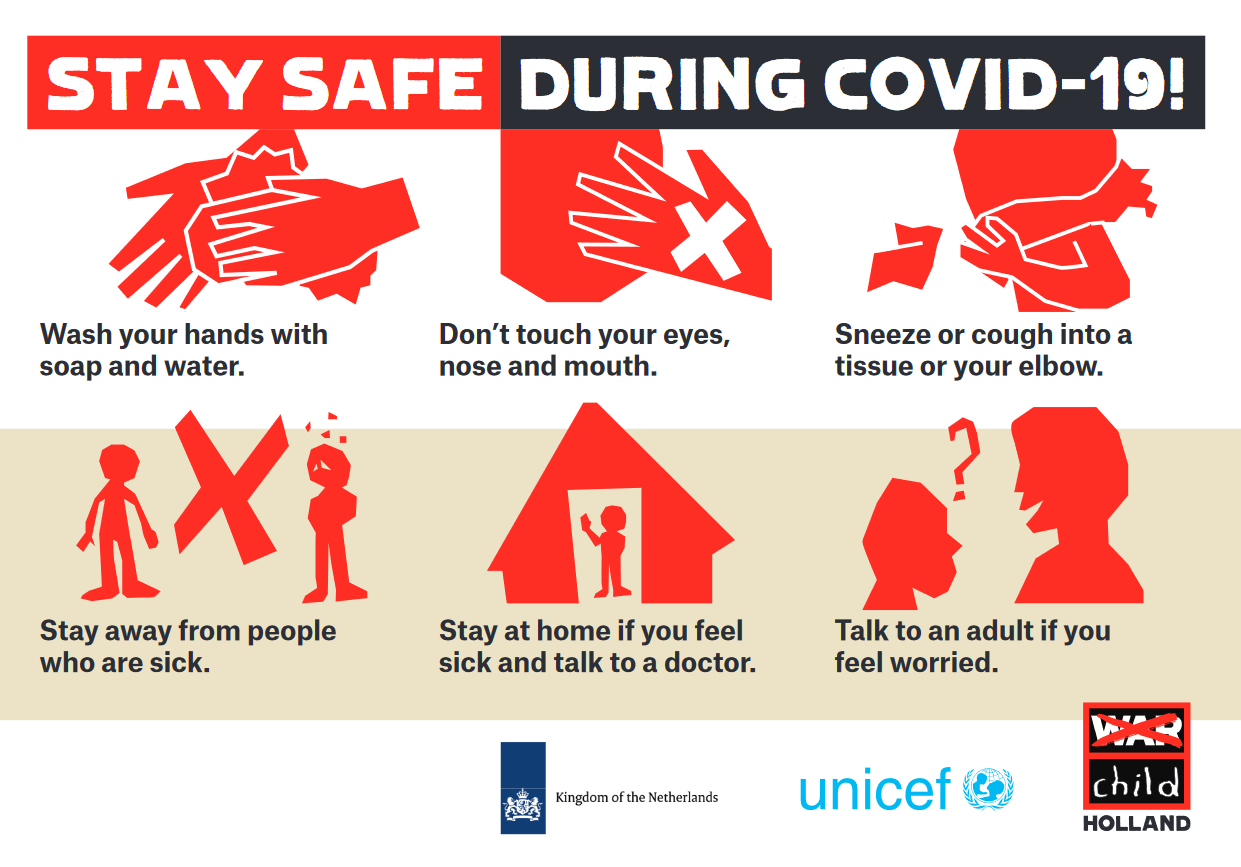 STAY SAFE DURING COVID-19!
Wash your hands with
soap and water.
Don’t touch your eyes,
nose and mouth.
Sneeze or cough into a
tissue or your elbow.
Stay away from people
who are sick.
Stay at home if you feel
sick and talk to a doctor.
Talk to an adult if you
feel worried.
Kingdom of the Netherlands
unicef
WAR
child
HOLLAND